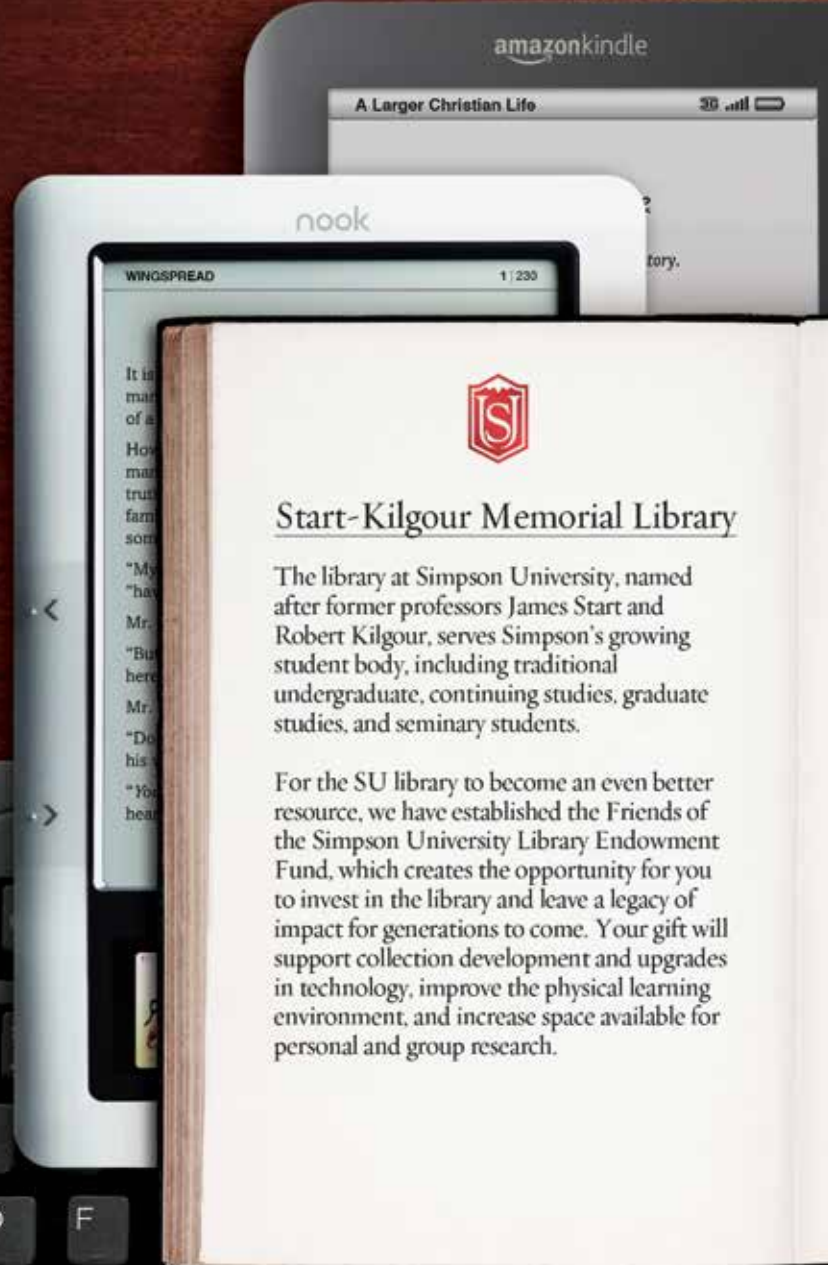 amazonkindle
A Larger Christian Life
3G
tory.
nook
WINGSPREAD 1 | 230
It is
of a
How
"My
Mr.
Mr.
"Do
his
"You
SU
Start-Kilgour Memorial Library
The library at Simpson University, named
after former professors James Start and
Robert Kilgour, serves Simpson's growing
student body, including traditional
undergraduate, continuing studies, graduate
studies, and seminary students.
For the SU library to become an even better
resource, we have established the Friends of
the Simpson University Library Endowment
Fund, which creates the opportunity for you
to invest in the library and leave a legacy of
impact for generations to come. Your gift will
support collection development and upgrades
in technology, improve the physical learning
environment, and increase space available for
personal and group research.
F